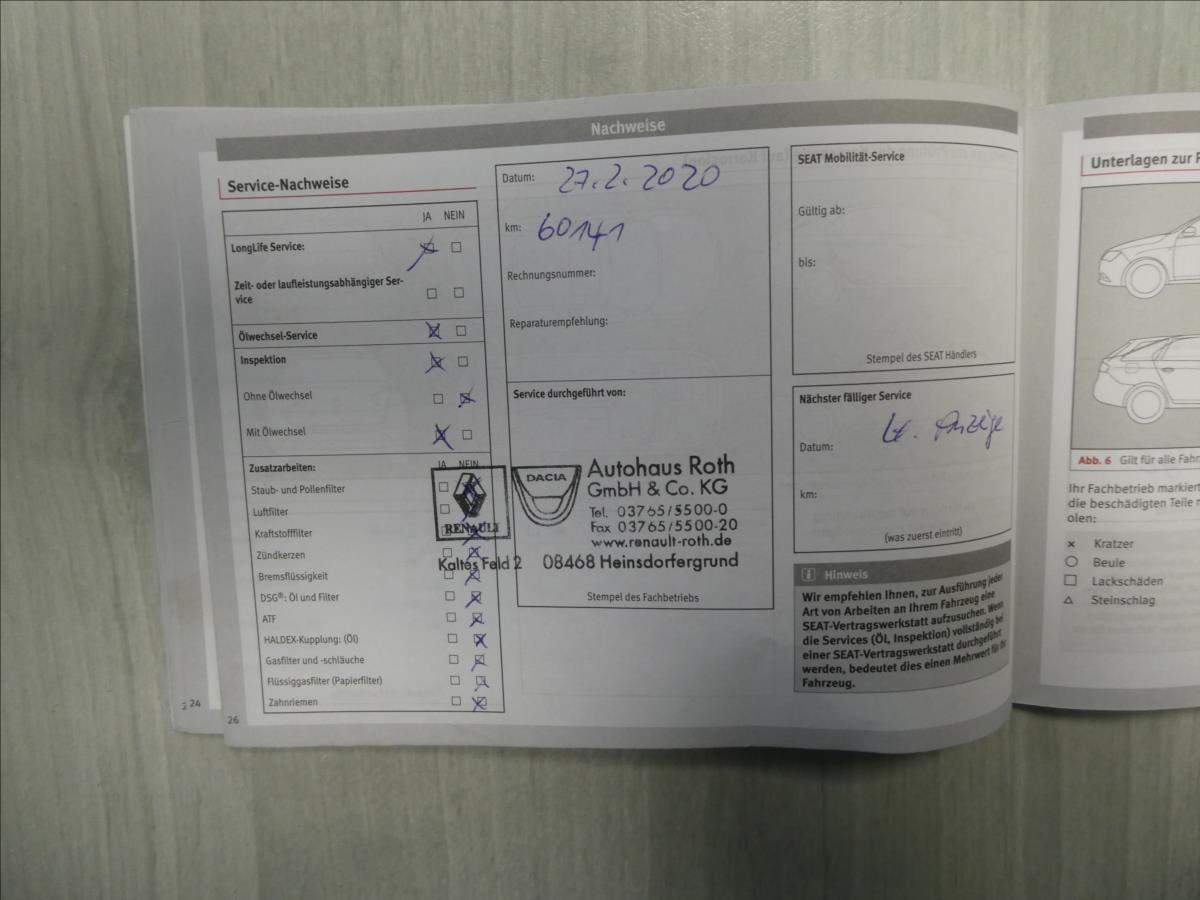 Nachweise
Service-Nachweise
JA NEIN
LongLife Service:
Zeit- oder laufleistungsabhängiger Ser-
vice
Ölwechsel-Service
Inspektion
Ohne Ölwechsel
Mit Ölwechsel
Zusatzarbeiten:
JA NEIN
Staub- und Pollenfilter
Luftfilter
Kraftstofffilter
Zündkerzen
Bremsflüssigkeit
DSG®: Öl und Filter
ATF
HALDEX-Kupplung: (Öl)
Gasfilter und -schläuche
Flüssiggasfilter (Papierfilter)
Zahnriemen
24
26
Datum: 27.2.2020
km: 60141
Rechnungsnummer:
Reparaturempfehlung:
Service durchgeführt von:
RENAULT
DACIA
Autohaus Roth
GmbH & Co. KG
Tel. 03765/5500-0
Fax 03765/5500-20
www.renault-roth.de
Kaltes Feld 2 08468 Heinsdorfergrund
Stempel des Fachbetriebs
SEAT Mobilität-Service
Gültig ab:
bis:
Stempel des SEAT Händlers
Nächster fälliger Service
Datum: lt. Anzeige
km:
(was zuerst eintritt)
Hinweis
Wir empfehlen Ihnen, zur Ausführung jeder
Art von Arbeiten an Ihrem Fahrzeug eine
SEAT-Vertragswerkstatt aufzusuchen. Wenn
die Services (Öl, Inspektion) vollständig bei
einer SEAT-Vertragswerkstatt durchgeführt
werden, bedeutet dies einen Mehrwert für Ihr
Fahrzeug.
Unterlagen zur
Abb. 6 Gilt für alle
Ihr Fachbetrieb markiert
die beschädigten Teile
olen:
Kratzer
Beule
Lackschäden
Steinschlag